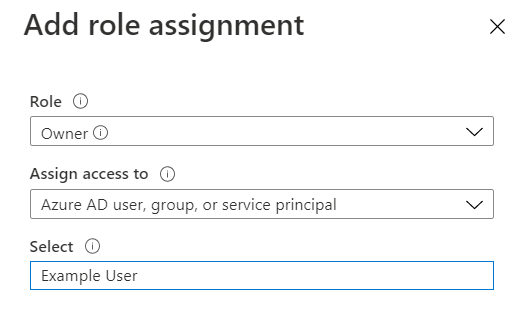 Add role assignment
Role
Owner
Assign access to
Azure AD user, group, or service principal
Select
Example User